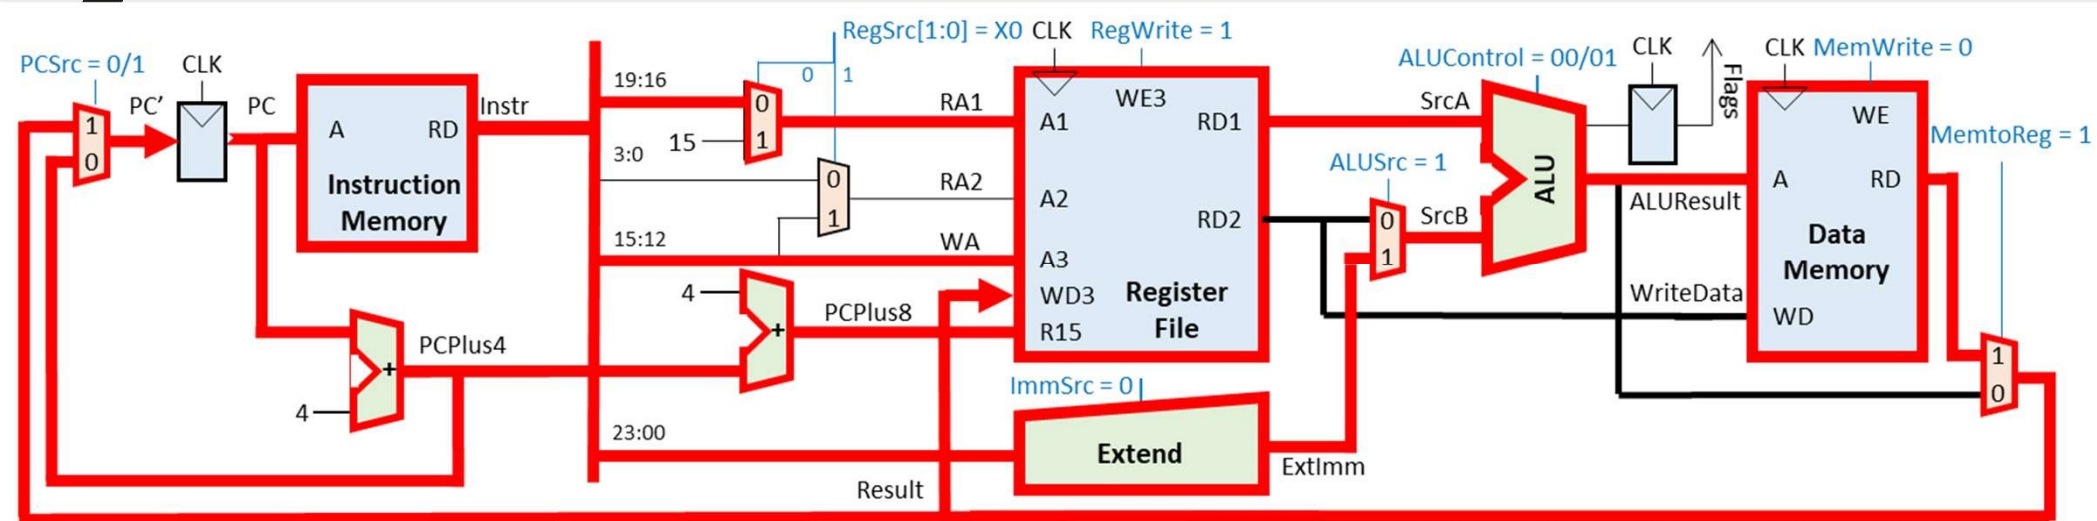 PCSrc = 0/1
CLK
PC'
1
0
PC
A
RD
Instruction
Memory
Instr
PCPlus4
+
4
19:16
15
0
1
3:0
0
1
15:12
4
+
PCPlus8
23:00
Result
RegSrc[1:0] = X0
0
1
CLK
RegWrite = 1
RA1
RA2
WA
A1
A2
A3
WD3
R15
WE3
RD1
RD2
Register
File
ImmSrc = 0
Extend
ExtImm
ALUControl = 00/01
SrcA
ALUSrc = 1
0
1
SrcB
ALU
CLK
Flags
ALUResult
WriteData
CLK
MemWrite = 0
WE
A
RD
Data
Memory
WD
MemtoReg = 1
1
0